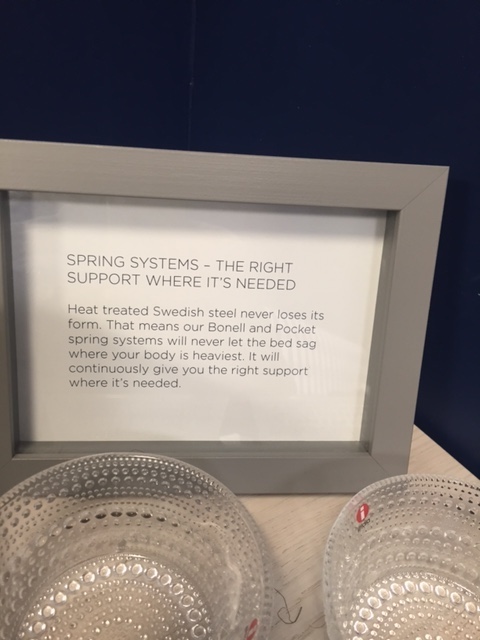 SPRING SYSTEMS – THE RIGHT
SUPPORT WHERE IT'S NEEDED
Heat treated Swedish steel never loses its
form. That means our Bonell and Pocket
spring systems will never let the bed sag
where your body is heaviest. It will
continuously give you the right support
where it's needed.
i
iittala